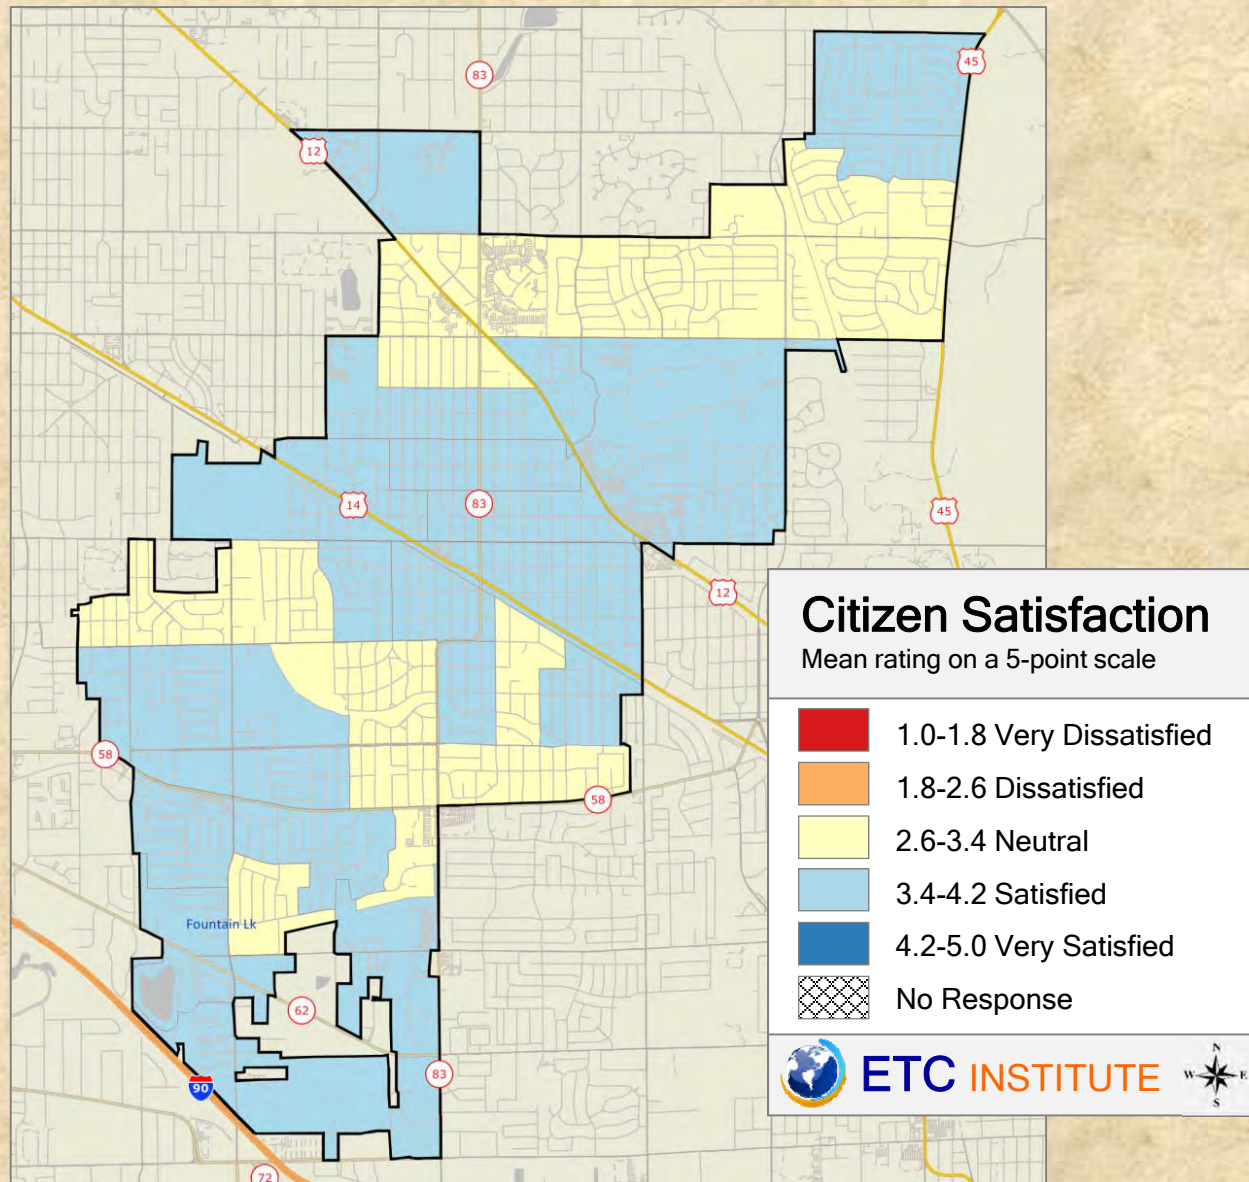 83
45
12
14
83
45
12
58
58
Fountain Lk
62
83
90
72
Citizen Satisfaction
Mean rating on a 5-point scale
1.0-1.8 Very Dissatisfied
1.8-2.6 Dissatisfied
2.6-3.4 Neutral
3.4-4.2 Satisfied
4.2-5.0 Very Satisfied
No Response
ETC INSTITUTE
N
W E
S